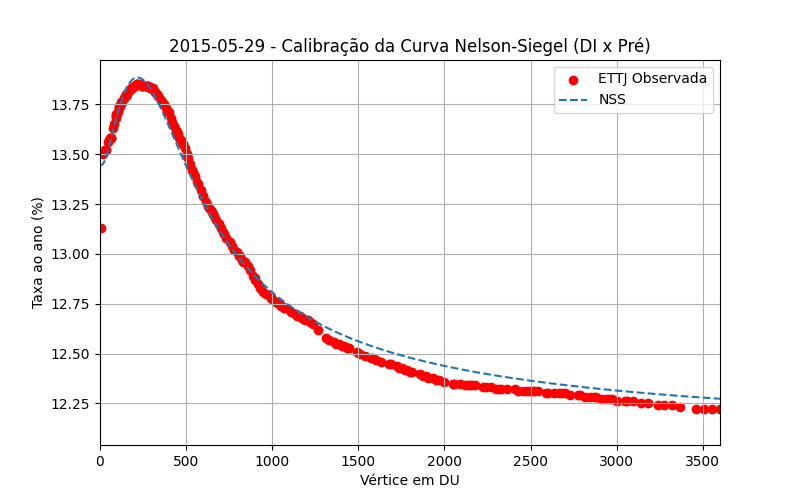 2015-05-29 - Calibração da Curva Nelson-Siegel (DI x Pré)
ETTJ Observada
NSS
Taxa ao ano (%)
13.75
13.50
13.25
13.00
12.75
12.50
12.25
0 500 1000 1500 2000 2500 3000 3500
Vértice em DU